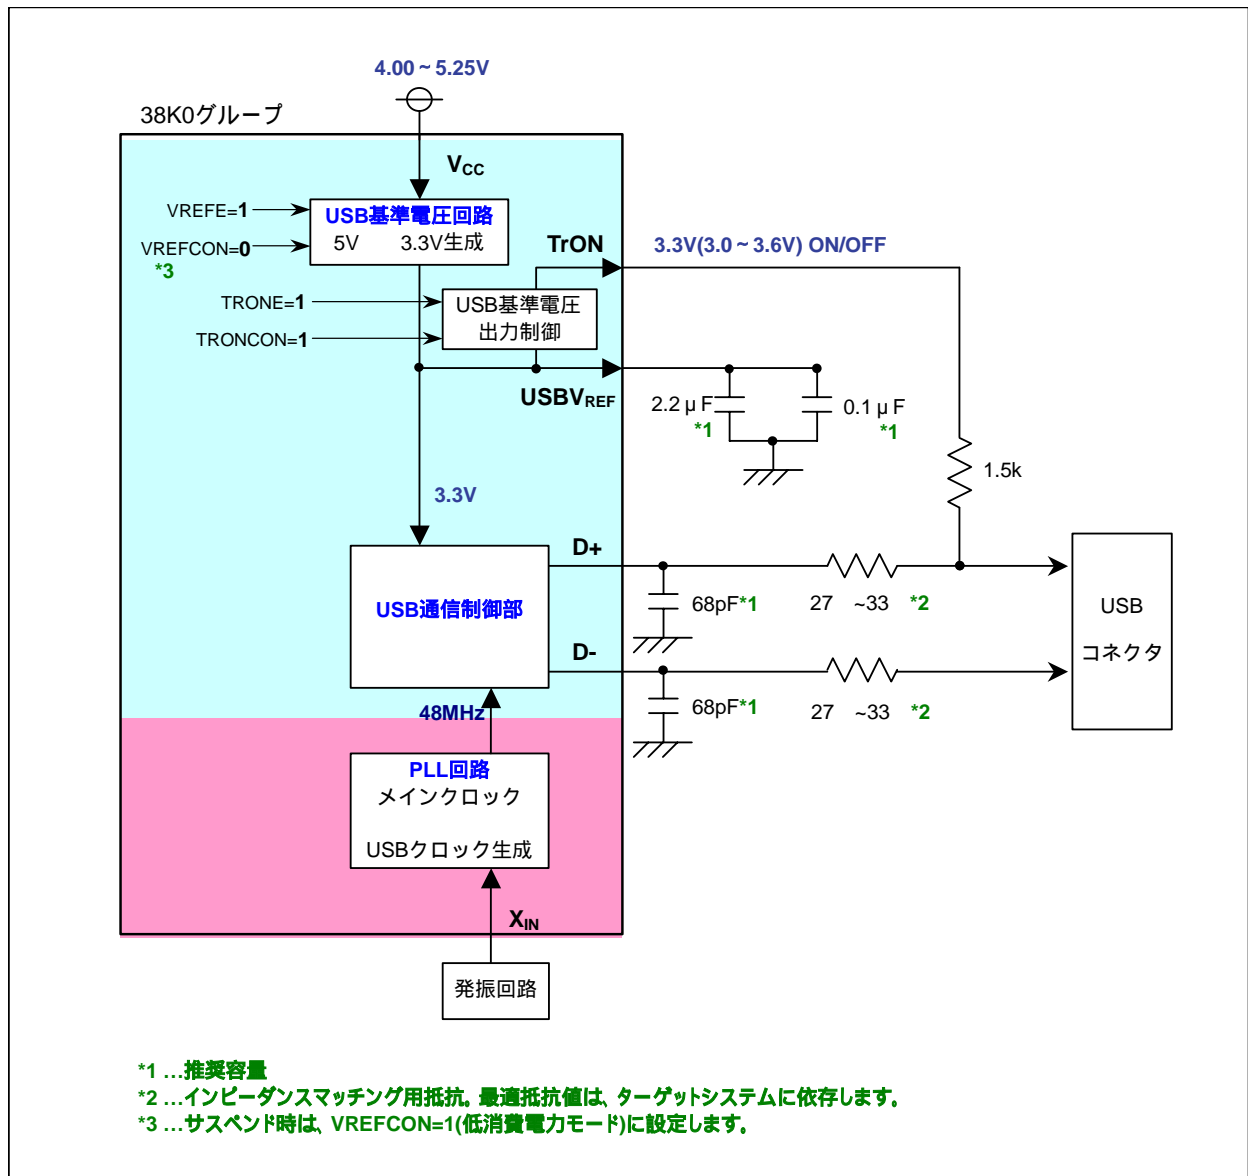 4.00～5.25V
38K0グループ
VCC
VREFE=1
USB基準電圧回路
5V 3.3V生成
VREFCON=0
*3
TrON
3.3V(3.0～3.6V) ON/OFF
TRONE=1
USB基準電圧
出力制御
TRONCON=1
USBVREF
2.2μF
*1
0.1μF
*1
1.5k
3.3V
D+
USB通信制御部
68pF*1
27 ~33 *2
USB
コネクタ
D-
68pF*1
27 ~33 *2
48MHz
PLL回路
メインクロック
USBクロック生成
XIN
発振回路
*1 …推奨容量
*2 …インピーダンスマッチング用抵抗。最適抵抗値は、ターゲットシステムに依存します。
*3 …サスペンド時は、VREFCON=1(低消費電力モード)に設定します。